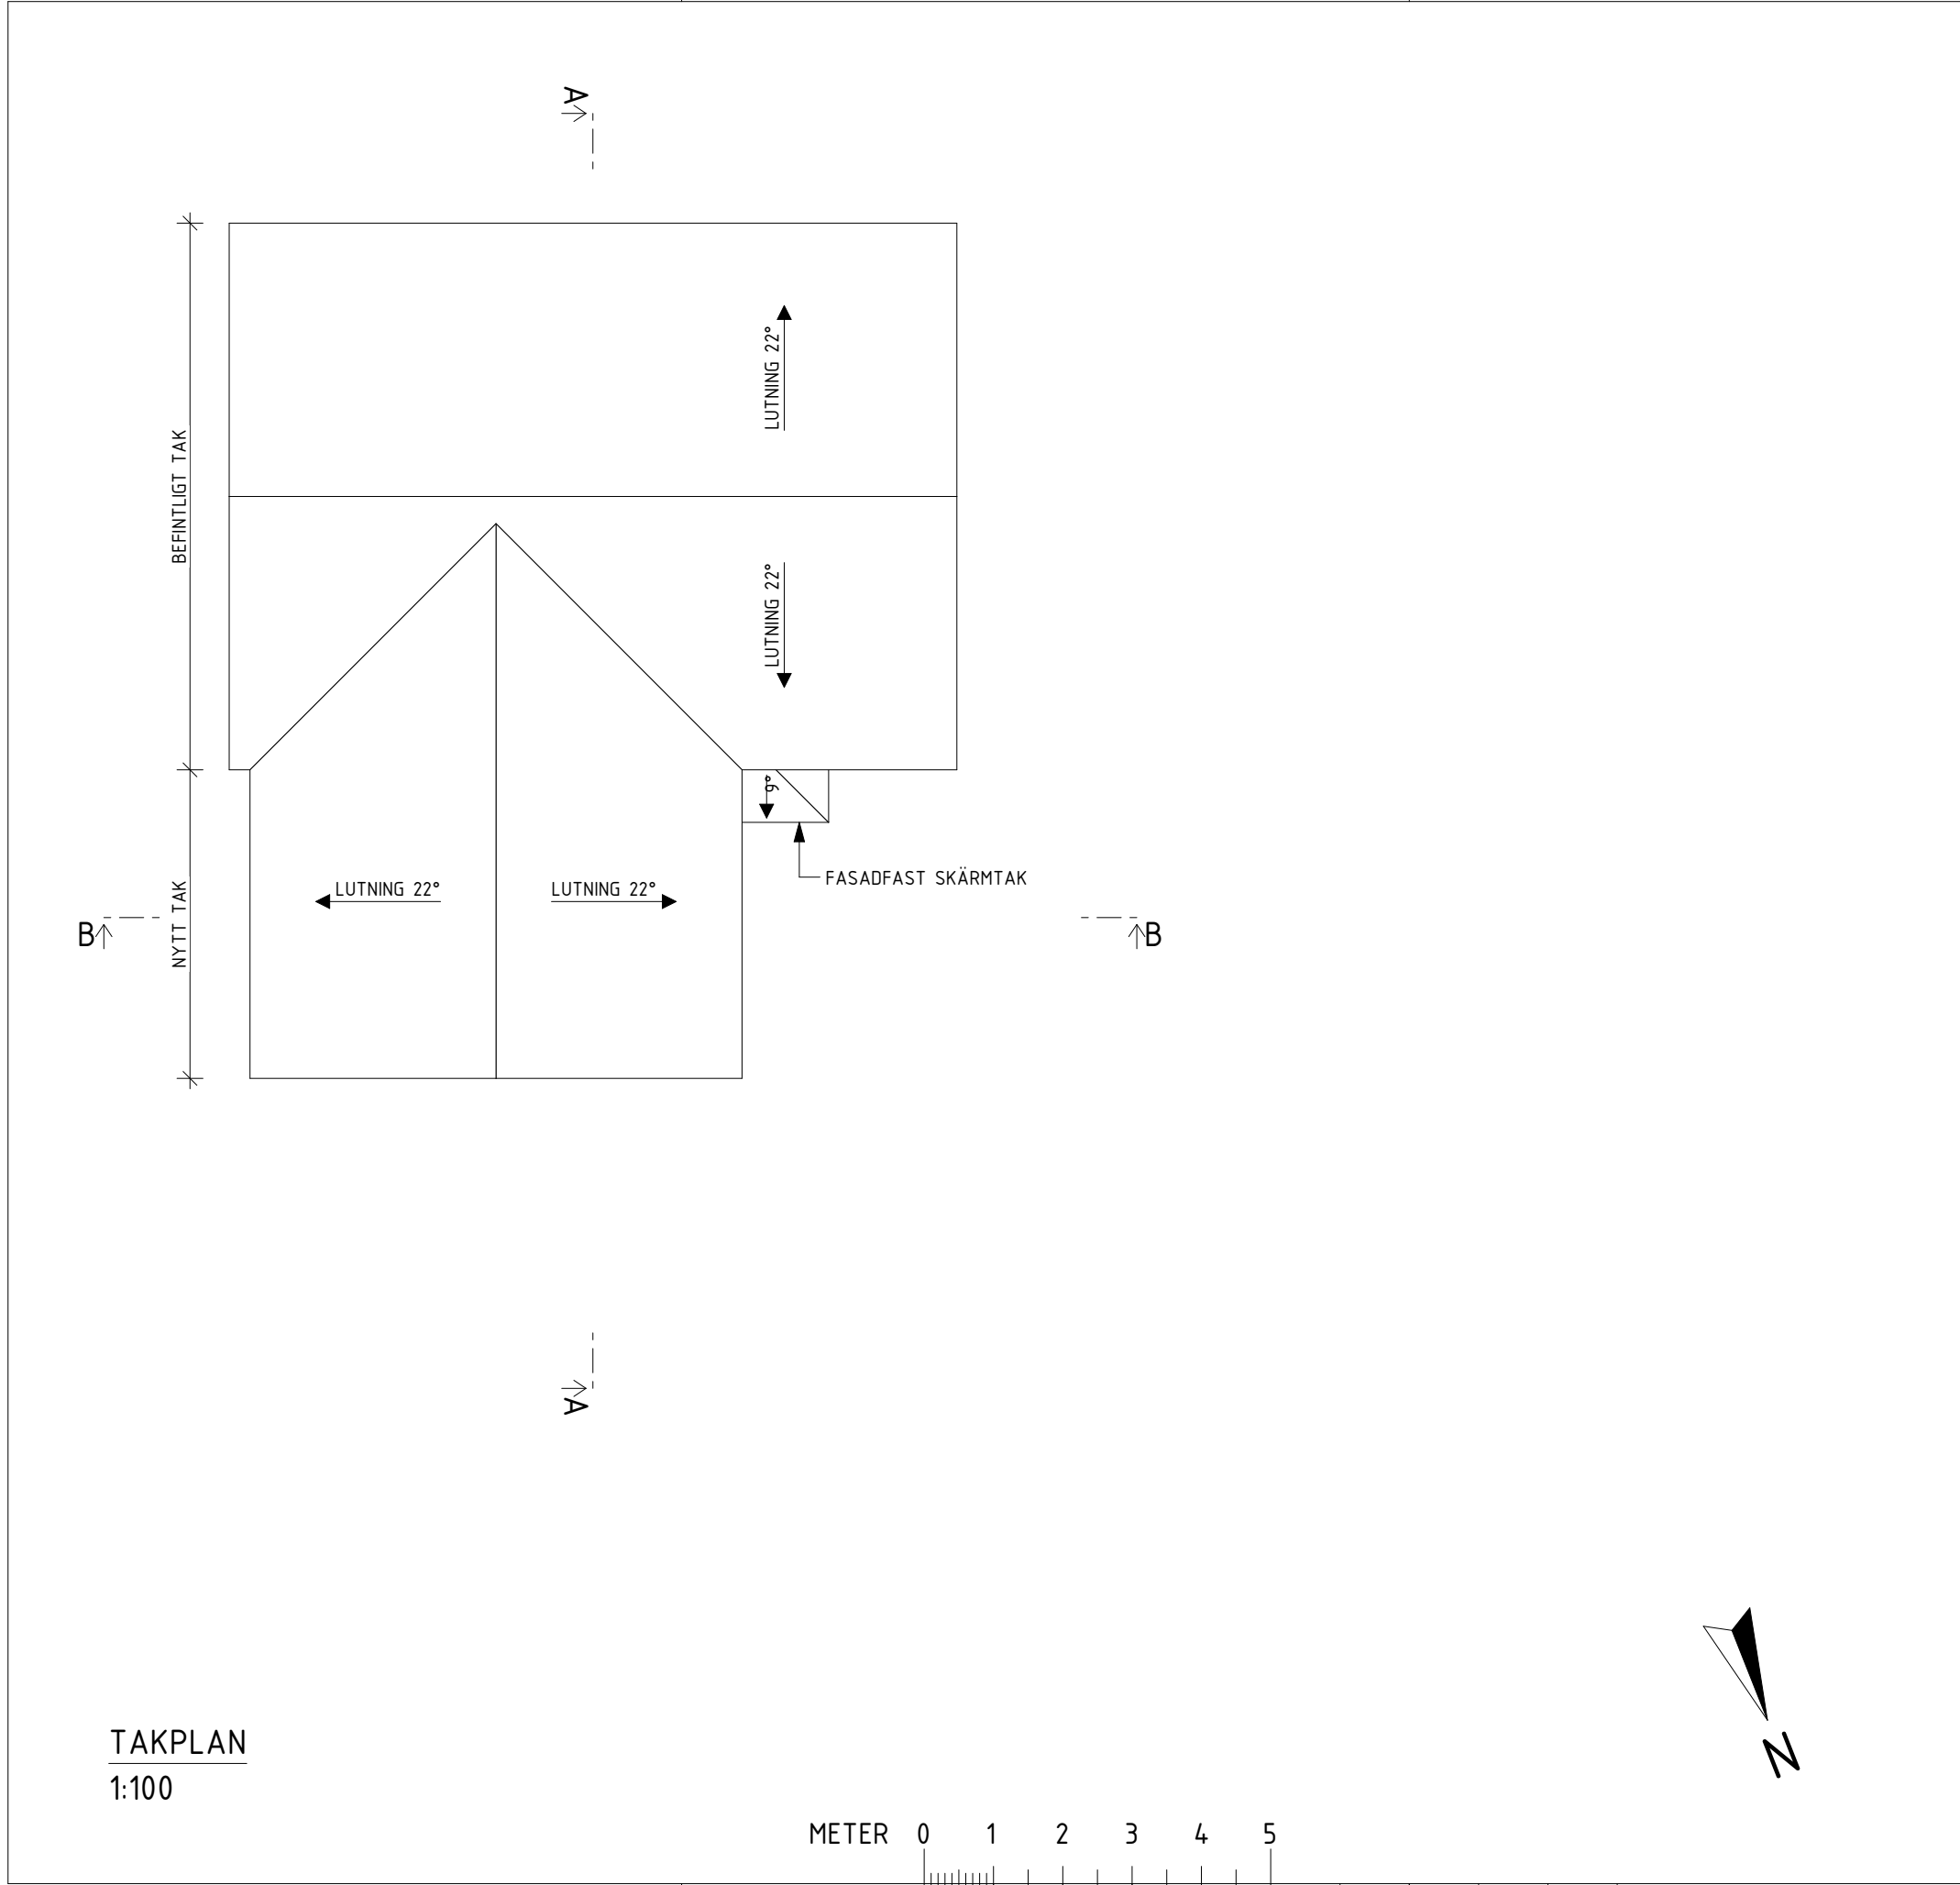 A
LUTNING 22°
BEFINTLIGT TAK
LUTNING 22°
9°
FASADFAST SKÄRMTAK
NYTT TAK
LUTNING 22°
LUTNING 22°
B
B
A
N
TAKPLAN
1:100
METER 0 1 2 3 4 5